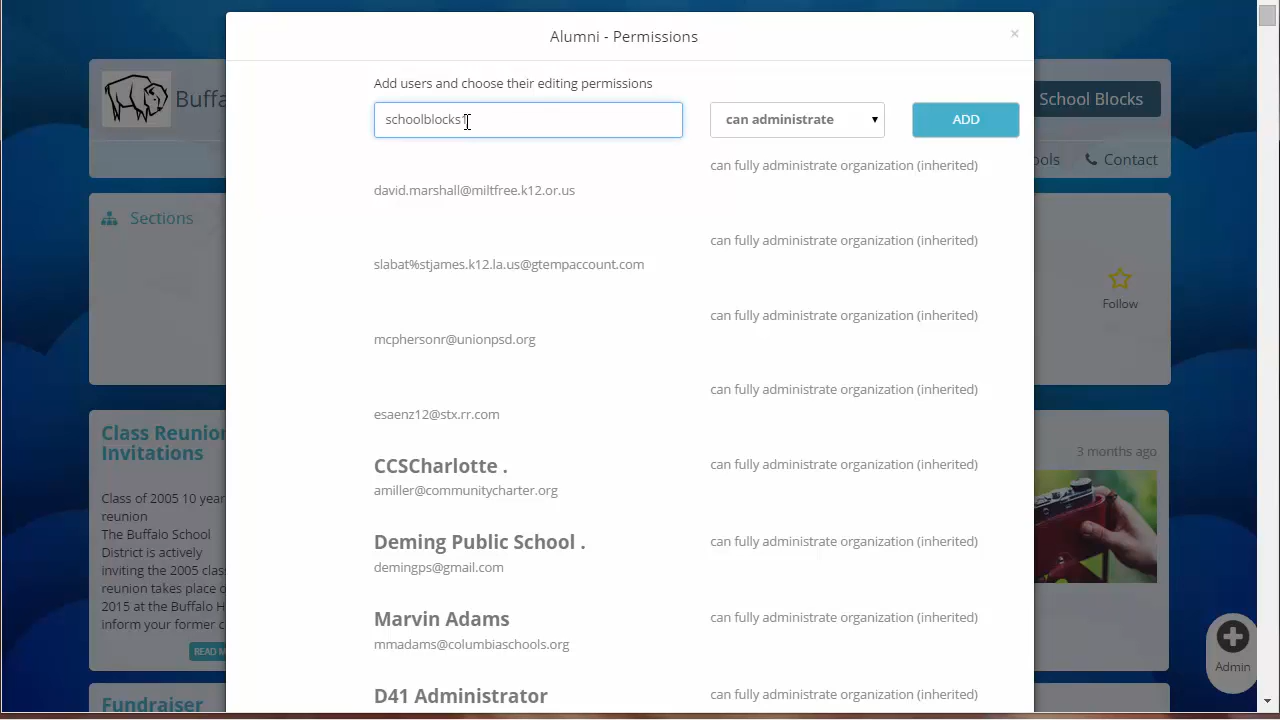 Alumni - Permissions
×
Add users and choose their editing permissions
schoolblocks
can administrate
ADD
can fully administrate organization (inherited)
david.marshall@miltfree.k12.or.us
can fully administrate organization (inherited)
slabat%stjames.k12.la.us@gtempaccount.com
can fully administrate organization (inherited)
mcphersonr@unionpsd.org
can fully administrate organization (inherited)
esaenz12@stx.rr.com
CCSCharlotte .
can fully administrate organization (inherited)
amiller@communitycharter.org
Deming Public School .
can fully administrate organization (inherited)
demingps@gmail.com
Marvin Adams
can fully administrate organization (inherited)
mmadams@columbiaschools.org
D41 Administrator
can fully administrate organization (inherited)
Buffa
School Blocks
ols
Contact
Sections
Follow
Class Reunion
Invitations
Class of 2005 10 year
reunion
The Buffalo School
District is actively
inviting the 2005 clas
reunion takes place o
2015 at the Buffalo H
inform your former c
READ M
3 months ago
Admin
Fundraiser